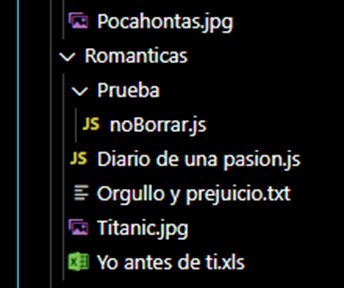 Pocahontas.jpg
Romanticas
Prueba
JS noBorrar.js
JS Diario de una pasion.js
Orgullo y prejuicio.txt
Titanic.jpg
Yo antes de ti.xls